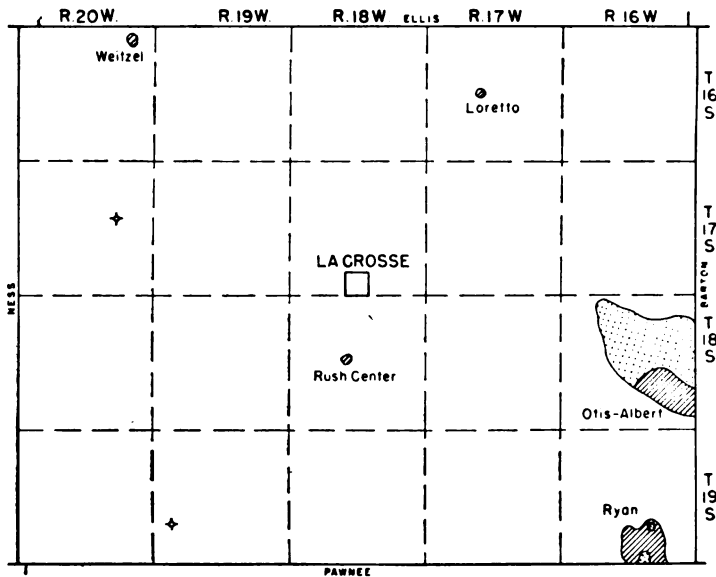 R.20W. R.19W. R.18W ELLIS R.17W R 16W
Weitzel
Loretto
T
16
S
T
17
S
LA CROSSE
NESS
BARTON
T
18
S
Rush Center
Otis-Albert
T
19
S
Ryan
PAWNEE